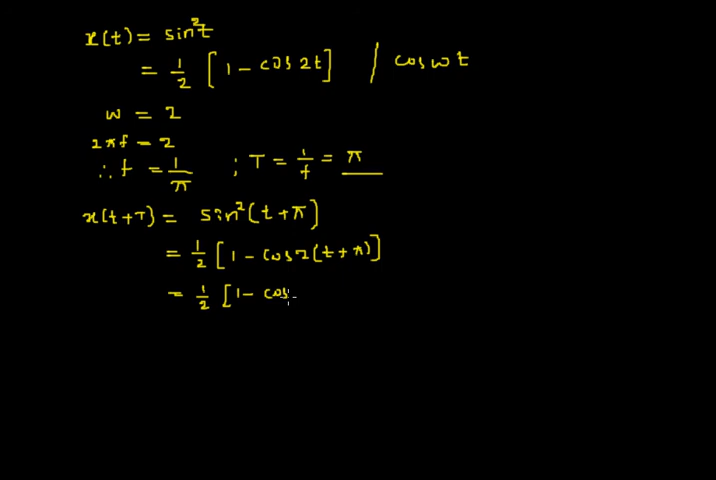 x(t) = sin²t
= 1/2 [1 - cos 2t] / cos wt
w = 2
2πf = 2
∴ f = 1/π ; T = 1/f = π
x(t+T) = sin²(t+π)
= 1/2 [1 - cos 2(t+π)]
= 1/2 [1 - cos